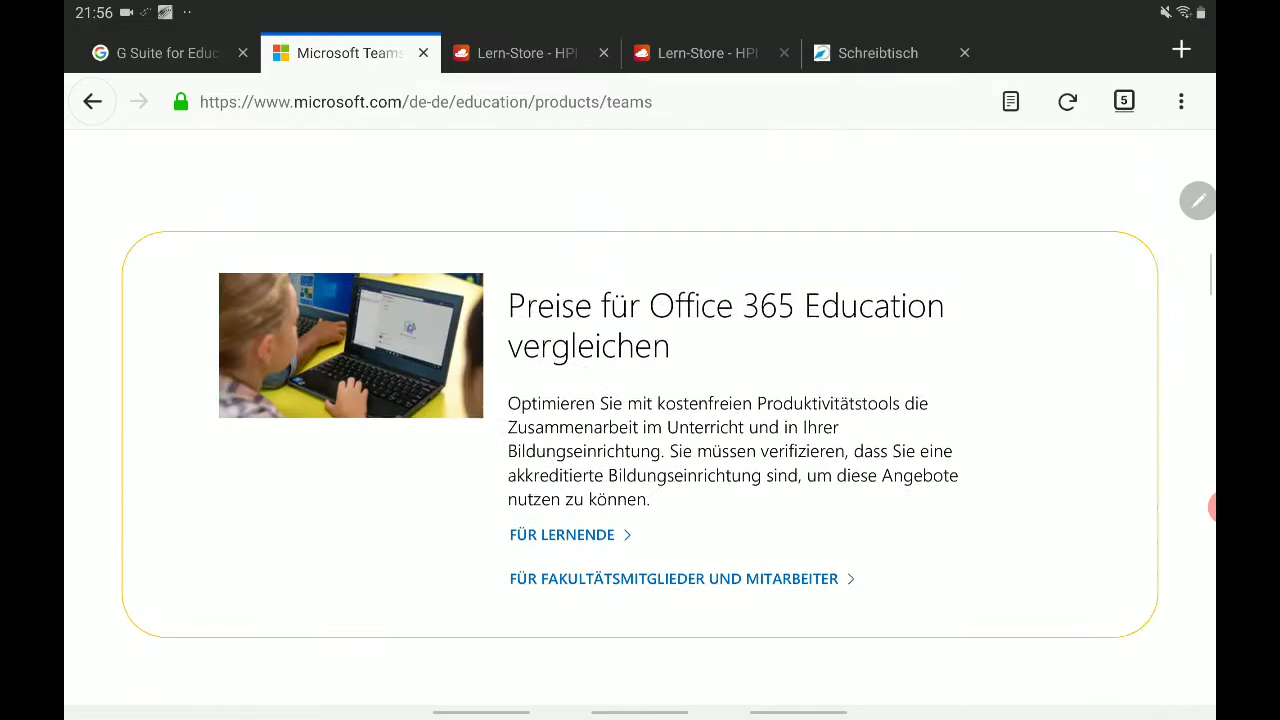 21:56
G Suite for Educ
Microsoft Teams
Lern-Store - HPI
Lern-Store - HPI
Schreibtisch
https://www.microsoft.com/de-de/education/products/teams
5
Preise für Office 365 Education
vergleichen
Optimieren Sie mit kostenfreien Produktivitätstools die
Zusammenarbeit im Unterricht und in Ihrer
Bildungseinrichtung. Sie müssen verifizieren, dass Sie eine
akkreditierte Bildungseinrichtung sind, um diese Angebote
nutzen zu können.
FÜR LERNENDE
FÜR FAKULTÄTSMITGLIEDER UND MITARBEITER